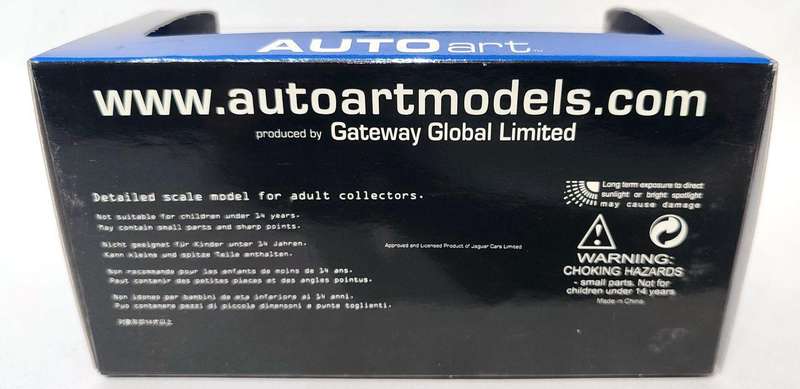 AUTOart™
www.autoartmodels.com
produced by Gateway Global Limited
Detailed scale model for adult collectors.
Not suitable for children under 14 years.
May contain small parts and sharp points.
Nicht geeignet für Kinder unter 14 Jahren.
Kann kleine und spitze Teile enthalten.
Non recommande pour les enfants de moins de 14 ans.
Peut contenir des petites pieces et des angles pointus.
Non idoneo per bambini de eta inferiore ai 14 anni.
Puo contenere pezzi di piccole dimensoni a punte taglienti.
Approved and Licensed Product of Jaguar Cars Limited
Long term exposure to direct
sunlight or bright spotlight
may cause damage
WARNING:
CHOKING HAZARDS
- small parts. Not for
children under 14 years
Made in China